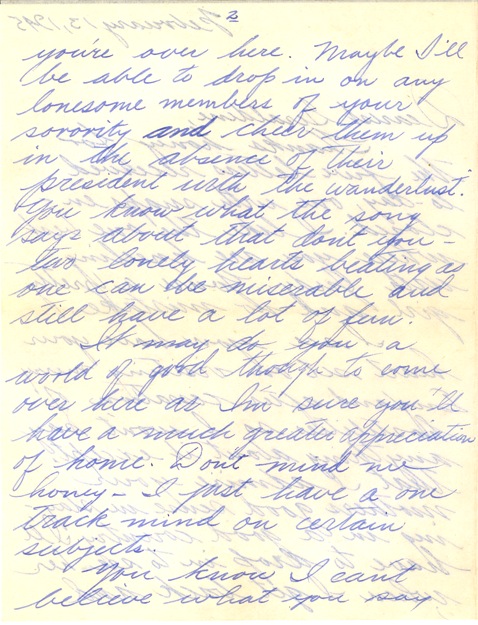 2
you're over here. Maybe I'll
be able to drop in on any
lonesome members of your
sorority and cheer them up
in the absence of their
president with the "wanderlust."
You know what the song
says about that don't you -
two lonely hearts beating as
one can be miserable and
still have a lot of fun.
It may do you a
world of good though to come
over here as I'm sure you'll
have a much greater appreciation
of home. Don't mind me
honey - I just have a one
track mind on certain
subjects.
You know I can't
believe what you say